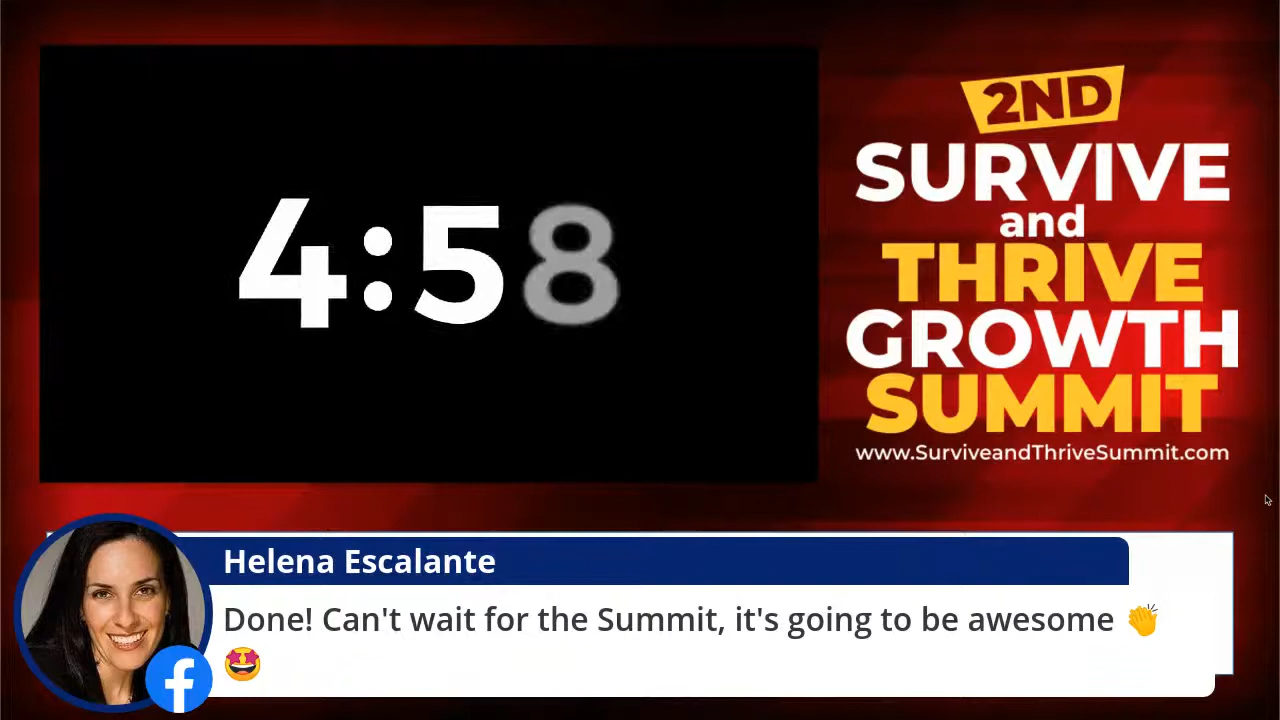 4:58
2ND
SURVIVE
and
THRIVE
GROWTH
SUMMIT
www.SurviveandThriveSummit.com
Helena Escalante
Done! Can't wait for the Summit, it's going to be awesome 👏
🤩